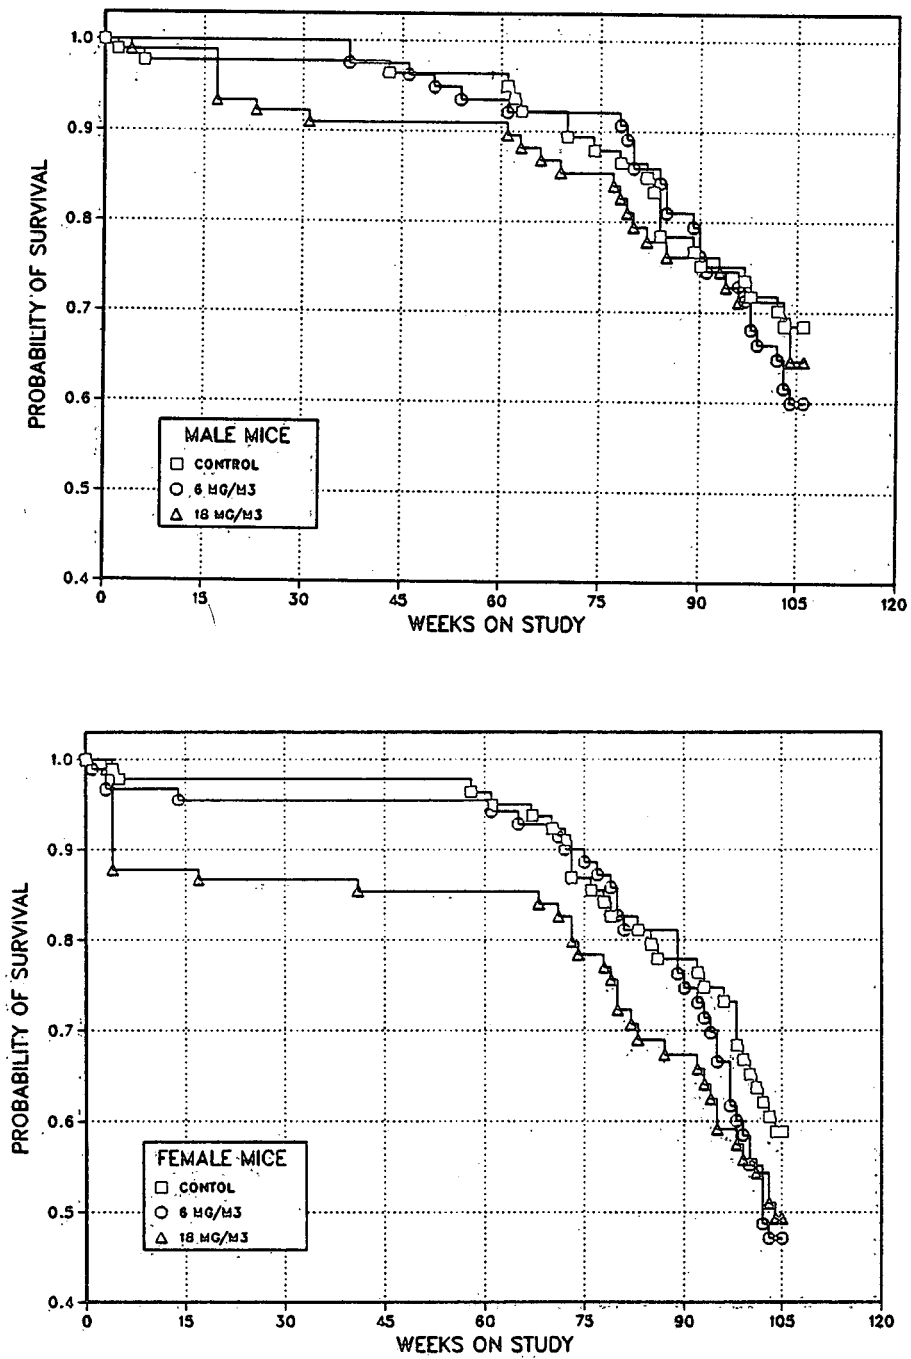 1.0
0.9
0.8
0.7
0.6
0.5
0.4
PROBABILITY OF SURVIVAL
MALE MICE
CONTROL
6 MG/M3
18 MG/M3
0 15 30 45 60 75 90 105 120
WEEKS ON STUDY
1.0
0.9
0.8
0.7
0.6
0.5
0.4
PROBABILITY OF SURVIVAL
FEMALE MICE
CONTOL
6 MG/M3
18 MG/M3
0 15 30 45 60 75 90 105 120
WEEKS ON STUDY